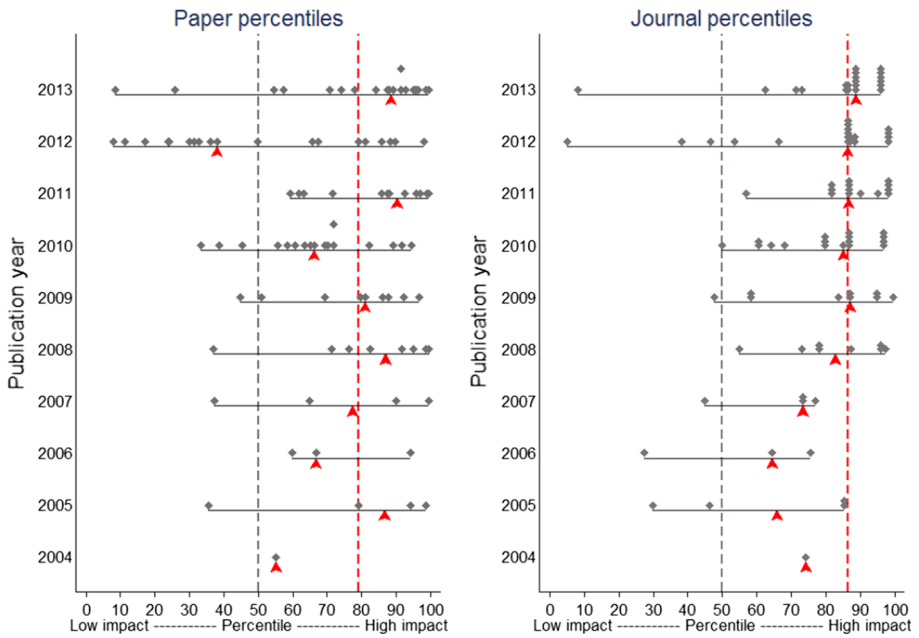 Paper percentiles
Publication year
2013
2012
2011
2010
2009
2008
2007
2006
2005
2004
0 10 20 30 40 50 60 70 80 90 100
Low impact ----------- Percentile ----------- High impact
Journal percentiles
Publication year
2013
2012
2011
2010
2009
2008
2007
2006
2005
2004
0 10 20 30 40 50 60 70 80 90 100
Low impact ----------- Percentile ----------- High impact